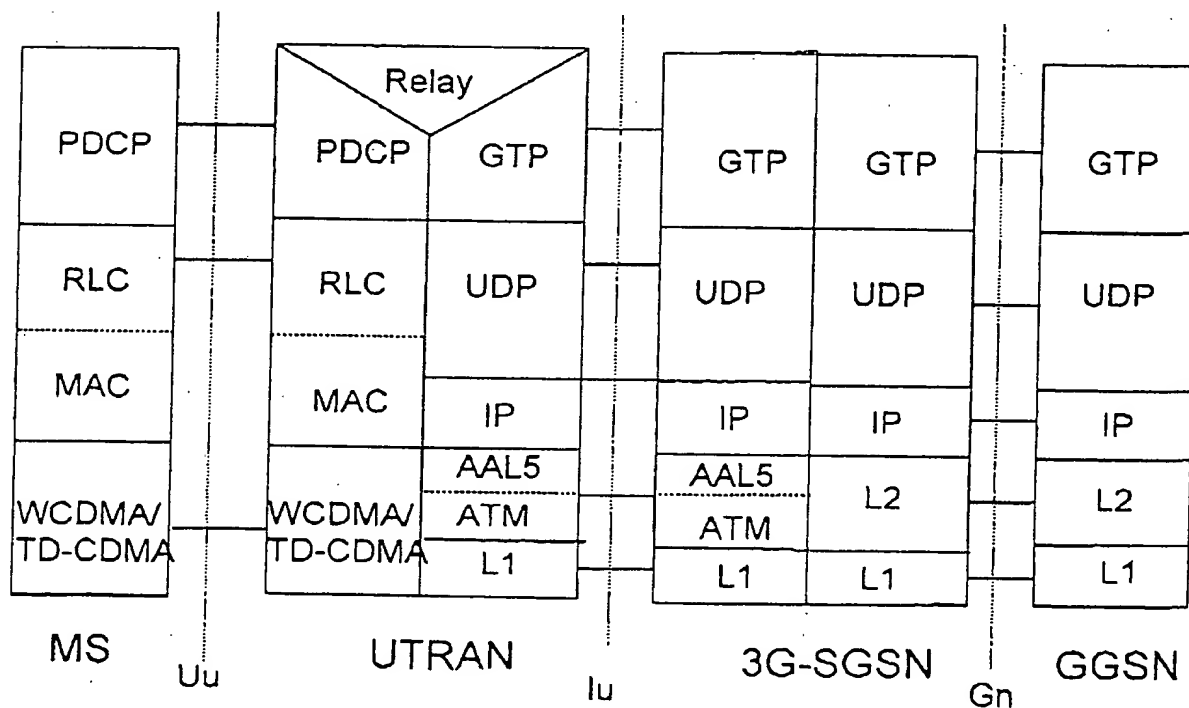 Relay
PDCP
PDCP
GTP
GTP
GTP
GTP
RLC
RLC
UDP
UDP
UDP
UDP
MAC
MAC
IP
IP
IP
IP
AAL5
AAL5
L2
L2
WCDMA/
TD-CDMA
WCDMA/
TD-CDMA
ATM
ATM
L1
L1
L1
L1
MS
Uu
UTRAN
Iu
3G-SGSN
Gn
GGSN